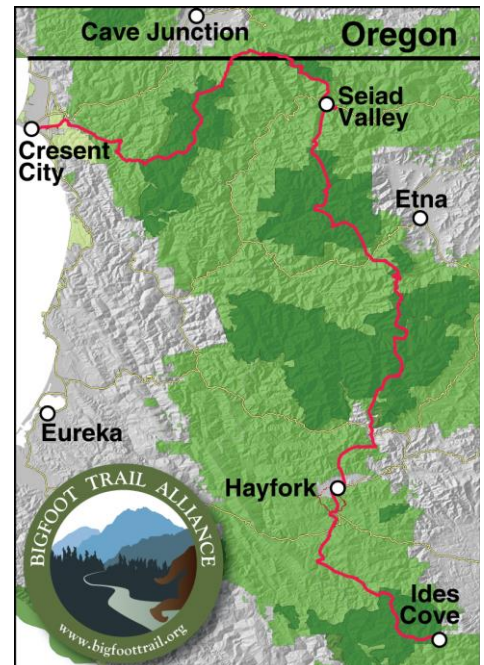 Cave Junction
Oregon
Seiad
Valley
Cresent
City
Etna
Eureka
Hayfork
Ides
Cove
BIGFOOT TRAIL ALLIANCE
www.bigfoottrail.org